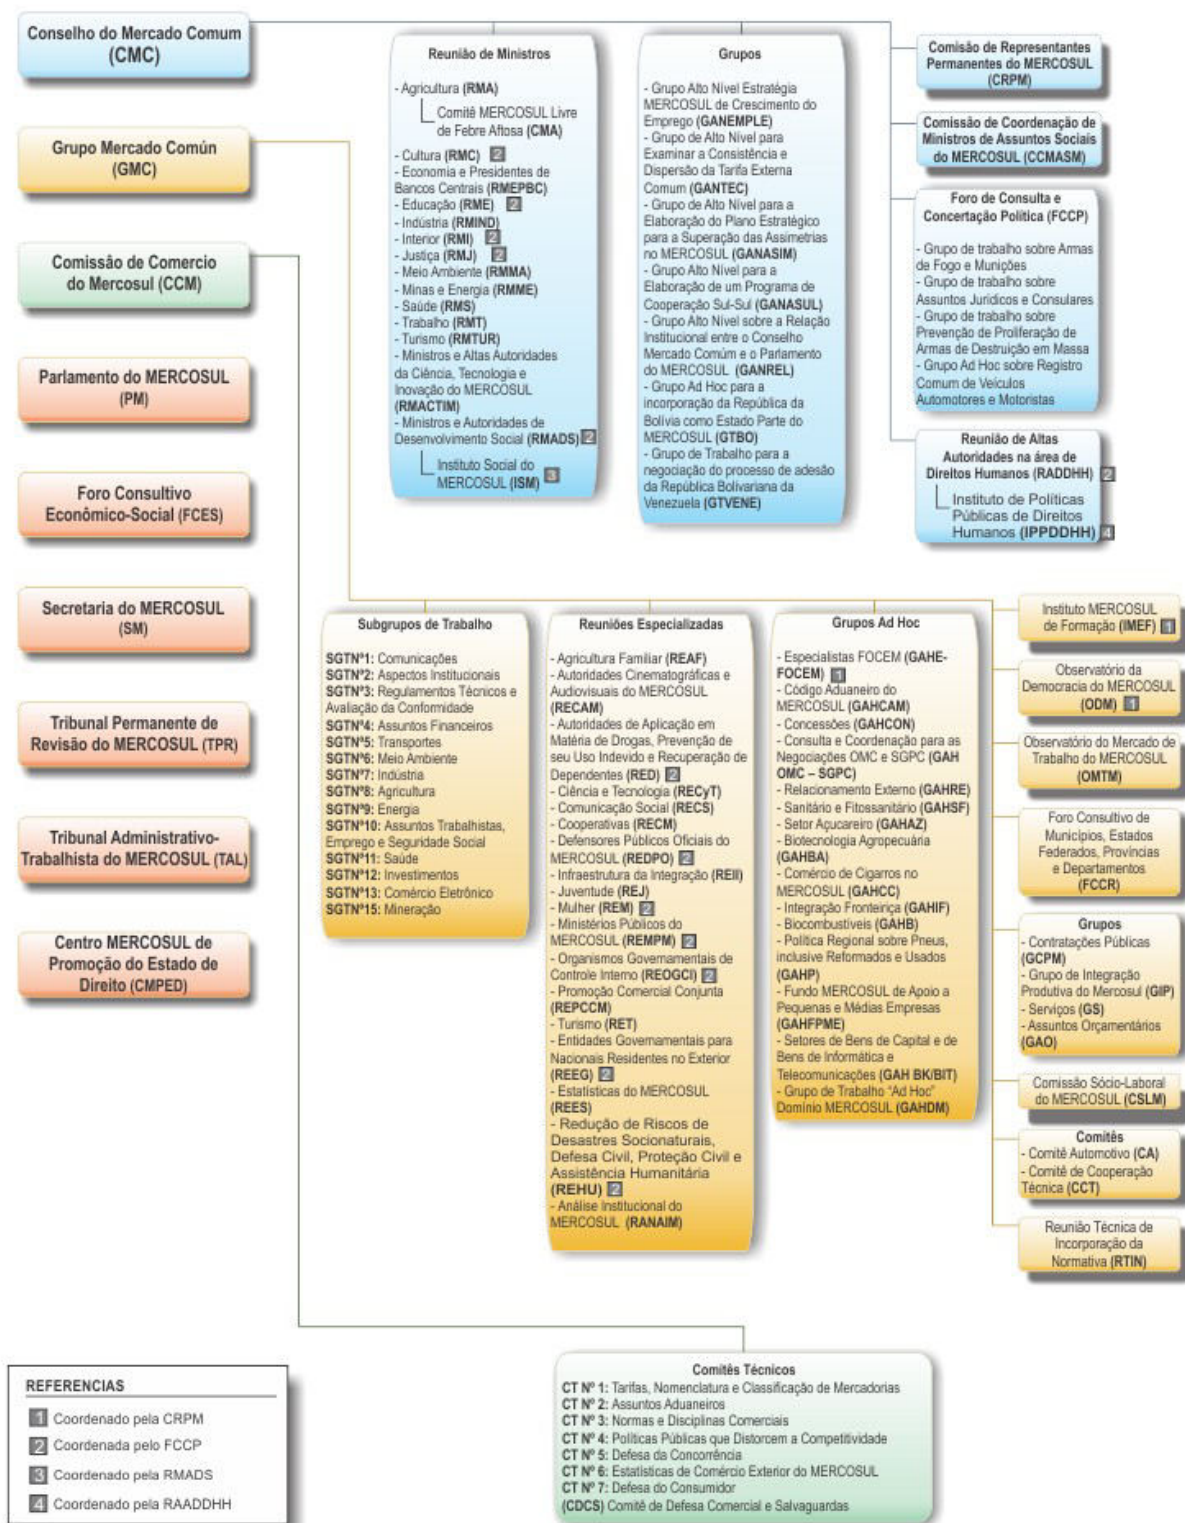 Conselho do Mercado Comum
(CMC)
Grupo Mercado Común
(GMC)
Comissão de Comercio
do Mercosul (CCM)
Parlamento do MERCOSUL
(PM)
Foro Consultivo
Econômico-Social (FCES)
Secretaria do MERCOSUL
(SM)
Tribunal Permanente de
Revisão do MERCOSUL (TPR)
Tribunal Administrativo-
Trabalhista do MERCOSUL (TAL)
Centro MERCOSUL de
Promoção do Estado de
Direito (CMPED)
Reunião de Ministros
- Agricultura (RMA)
Comitê MERCOSUL Livre
de Febre Aftosa (CMA)
- Cultura (RMC) 2
- Economia e Presidentes de
Bancos Centrais (RMEPBC)
- Educação (RME) 2
- Indústria (RMIND)
- Interior (RMI) 2
- Justiça (RMJ) 2
- Meio Ambiente (RMMA)
- Minas e Energia (RMME)
- Saúde (RMS)
- Trabalho (RMT)
- Turismo (RMTUR)
- Ministros e Altas Autoridades
da Ciência, Tecnologia e
Inovação do MERCOSUL
(RMACTIM)
- Ministros e Autoridades de
Desenvolvimento Social (RMADS) 2
Instituto Social do
MERCOSUL (ISM) 3
Grupos
- Grupo Alto Nível Estratégia
MERCOSUL de Crescimento do
Emprego (GANEMPLE)
- Grupo de Alto Nível para
Examinar a Consistência e
Dispersão da Tarifa Externa
Comum (GANTEC)
- Grupo de Alto Nível para a
Elaboração do Plano Estratégico
para a Superação das Assimetrias
no MERCOSUL (GANASIM)
- Grupo Alto Nível para a
Elaboração de um Programa de
Cooperação Sul-Sul (GANASUL)
- Grupo Alto Nível sobre a Relação
Institucional entre o Conselho
Mercado Comúm e o Parlamento
do MERCOSUL (GANREL)
- Grupo Ad Hoc para a
incorporação da República da
Bolívia como Estado Parte do
MERCOSUL (GTBO)
- Grupo de Trabalho para a
negociação do processo de adesão
da República Bolivariana da
Venezuela (GTVENE)
Comisão de Representantes
Permanentes do MERCOSUL
(CRPM)
Comissão de Coordenação de
Ministros de Assuntos Sociais
do MERCOSUL (CCMASM)
Foro de Consulta e
Concertação Política (FCCP)
- Grupo de trabalho sobre Armas
de Fogo e Munições
- Grupo de trabalho sobre
Assuntos Jurídicos e Consulares
- Grupo de trabalho sobre
Prevenção de Proliferação de
Armas de Destruição em Massa
- Grupo Ad Hoc sobre Registro
Comum de Veículos
Automotores e Motoristas
Reunião de Altas
Autoridades na área de
Direitos Humanos (RADDHH) 2
Instituto de Políticas
Públicas de Direitos
Humanos (IPPDDHH) 4
Subgrupos de Trabalho
SGTNº1: Comunicações
SGTNº2: Aspectos Institucionais
SGTNº3: Regulamentos Técnicos e
Avaliação da Conformidade
SGTNº4: Assuntos Financeiros
SGTNº5: Transportes
SGTNº6: Meio Ambiente
SGTNº7: Indústria
SGTNº8: Agricultura
SGTNº9: Energia
SGTNº10: Assuntos Trabalhistas,
Emprego e Seguridade Social
SGTNº11: Saúde
SGTNº12: Investimentos
SGTNº13: Comércio Eletrônico
SGTNº15: Mineração
Reuniões Especializadas
- Agricultura Familiar (REAF)
- Autoridades Cinematográficas e
Audiovisuais do MERCOSUL
(RECAM)
- Autoridades de Aplicação em
Matéria de Drogas, Prevenção de
seu Uso Indevido e Recuperação de
Dependentes (RED) 2
- Ciência e Tecnologia (RECyT)
- Comunicação Social (RECS)
- Cooperativas (RECM)
- Defensores Públicos Oficiais do
MERCOSUL (REDPO) 2
- Infraestrutura da Integração (REII)
- Juventude (REJ)
- Mulher (REM) 2
- Ministérios Públicos do
MERCOSUL (REMPM) 2
- Organismos Governamentais de
Controle Interno (REOGCI) 2
- Promoção Comercial Conjunta
(REPCCM)
- Turismo (RET)
- Entidades Governamentais para
Nacionais Residentes no Exterior
(REEG) 2
- Estatísticas do MERCOSUL
(REES)
- Redução de Riscos de
Desastres Socionaturais,
Defesa Civil, Proteção Civil e
Assistência Humanitária
(REHU) 2
- Análise Institucional do
MERCOSUL (RANAIM)
Grupos Ad Hoc
- Especialistas FOCEM (GAHE-
FOCEM) 1
- Código Aduaneiro do
MERCOSUL (GAHCAM)
- Concessões (GAHCON)
- Consulta e Coordenação para as
Negociações OMC e SGPC (GAH
OMC – SGPC)
- Relacionamento Externo (GAHRE)
- Sanitário e Fitossanitário (GAHSF)
- Setor Açucareiro (GAHAZ)
- Biotecnologia Agropecuária
(GAHBA)
- Comércio de Cigarros no
MERCOSUL (GAHCC)
- Integração Fronteiriça (GAHIF)
- Biocombustíveis (GAHB)
- Política Regional sobre Pneus,
inclusive Reformados e Usados
(GAHP)
- Fundo MERCOSUL de Apoio a
Pequenas e Médias Empresas
(GAHFPME)
- Setores de Bens de Capital e de
Bens de Informática e
Telecomunicações (GAH BK/BIT)
- Grupo de Trabalho "Ad Hoc"
Domínio MERCOSUL (GAHDM)
Instituto MERCOSUL
de Formação (IMEF) 1
Observatório da
Democracia do MERCOSUL
(ODM) 1
Observatório do Mercado de
Trabalho do MERCOSUL
(OMTM)
Foro Consultivo de
Municípios, Estados
Federados, Províncias
e Departamentos
(FCCR)
Grupos
- Contratações Públicas
(GCPM)
- Grupo de Integração
Produtiva do Mercosul (GIP)
- Serviços (GS)
- Assuntos Orçamentários
(GAO)
Comissão Sócio-Laboral
do MERCOSUL (CSLM)
Comitês
- Comitê Automotivo (CA)
- Comitê de Cooperação
Técnica (CCT)
Reunião Técnica de
Incorporação da
Normativa (RTIN)
Comitês Técnicos
CT Nº 1: Tarifas, Nomenclatura e Classificação de Mercadorias
CT Nº 2: Assuntos Aduaneiros
CT Nº 3: Normas e Disciplinas Comerciais
CT Nº 4: Políticas Públicas que Distorcem a Competitividade
CT Nº 5: Defesa da Concorrência
CT Nº 6: Estatísticas de Comércio Exterior do MERCOSUL
CT Nº 7: Defesa do Consumidor
(CDCS) Comitê de Defesa Comercial e Salvaguardas
REFERENCIAS
1 Coordenado pela CRPM
2 Coordenada pelo FCCP
3 Coordenado pela RMADS
4 Coordenado pela RAADDHH